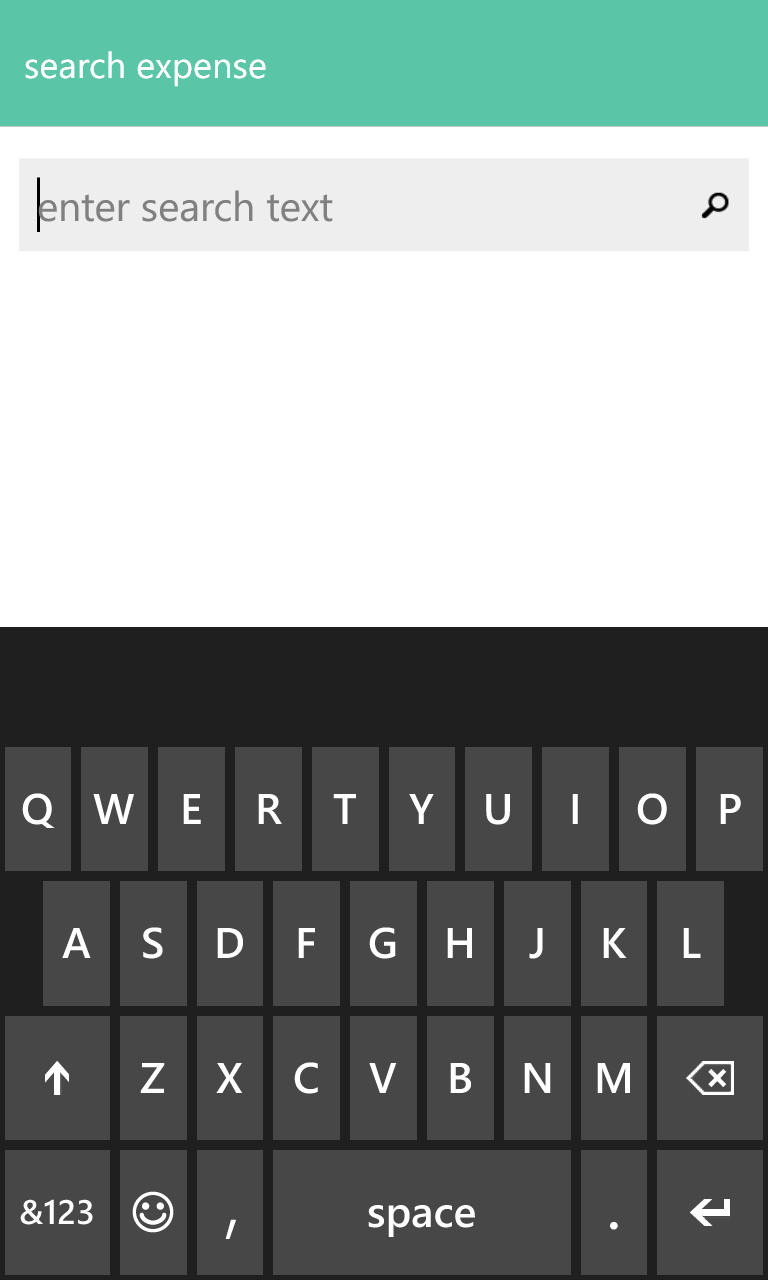 search expense
enter search text
Q W E R T Y U I O P
A S D F G H J K L
Z X C V B N M
&123 , space .